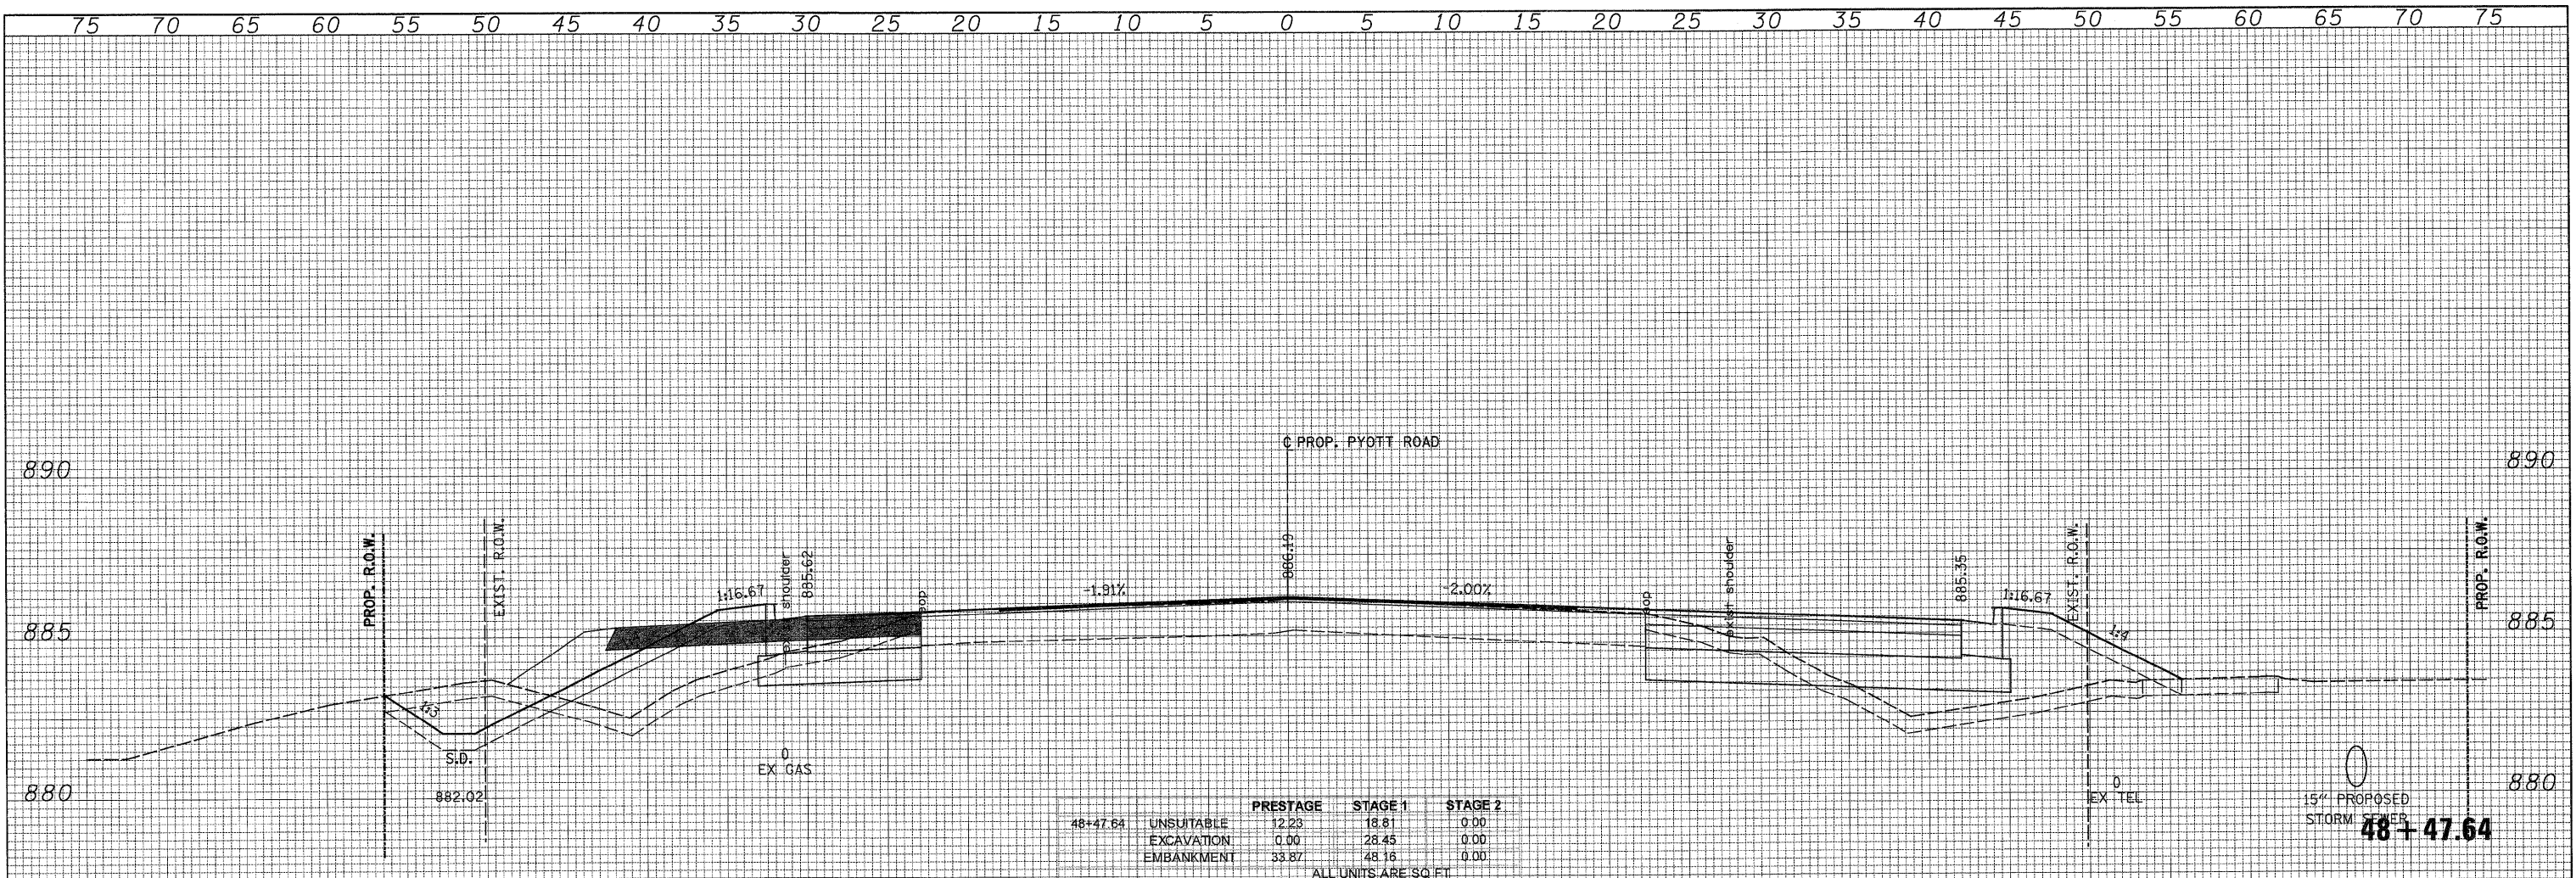 75 70 65 60 55 50 45 40 35 30 25 20 15 10 5 0 5 10 15 20 25 30 35 40 45 50 55 60 65 70 75
C PROP. PYOTT ROAD
890 890
PROP. R.O.W.
EXIST. R.O.W.
1:16.67
shoulder
885.62
eop
-1.91%
886.19
-2.00%
eop
exist shoulder
885.35
1:16.67
EXIST. R.O.W.
1:4
PROP. R.O.W.
885 885
1:3
S.D.
882.02
EX GAS
EX TEL
880 880
15" PROPOSED
STORM SEWER
48 + 47.64
PRESTAGE STAGE 1 STAGE 2
48+47.64 UNSUITABLE 12.23 18.81 0.00
EXCAVATION 0.00 28.45 0.00
EMBANKMENT 33.87 48.16 0.00
ALL UNITS ARE SQ FT